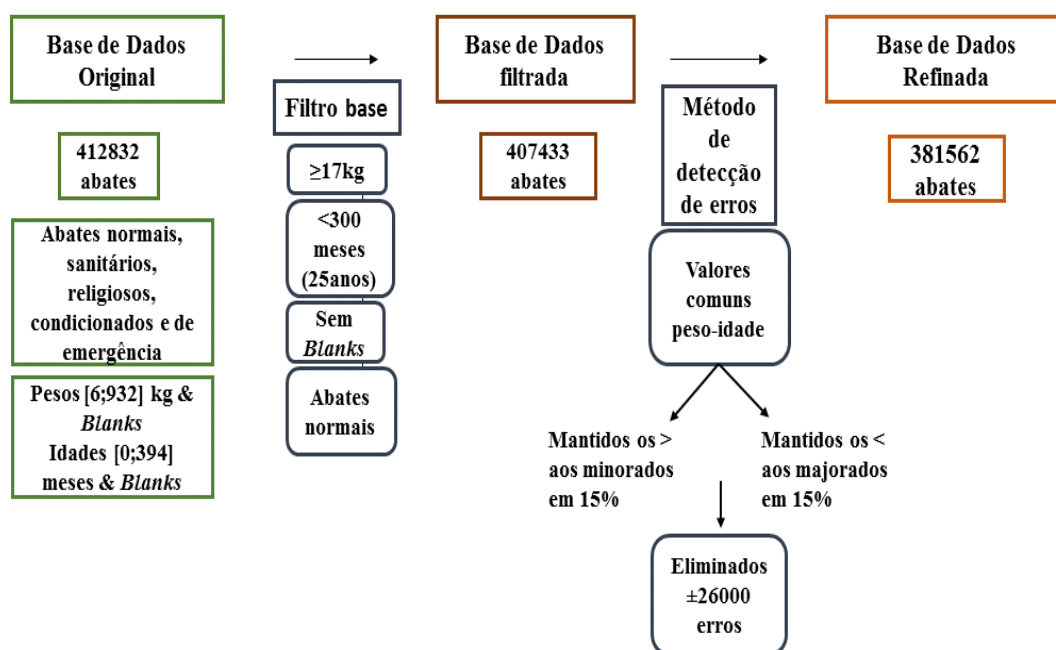 Base de Dados
Original
412832
abates
Abates normais,
sanitários,
religiosos,
condicionados e de
emergência
Pesos [6;932] kg &
Blanks
Idades [0;394]
meses & Blanks
Filtro base
≥17kg
<300
meses
(25anos)
Sem
Blanks
Abates
normais
Base de Dados
filtrada
407433
abates
Método
de
detecção
de erros
Valores
comuns
peso-idade
Mantidos os >
aos minorados
em 15%
Mantidos os <
aos majorados
em 15%
Eliminados
±26000
erros
Base de Dados
Refinada
381562
abates